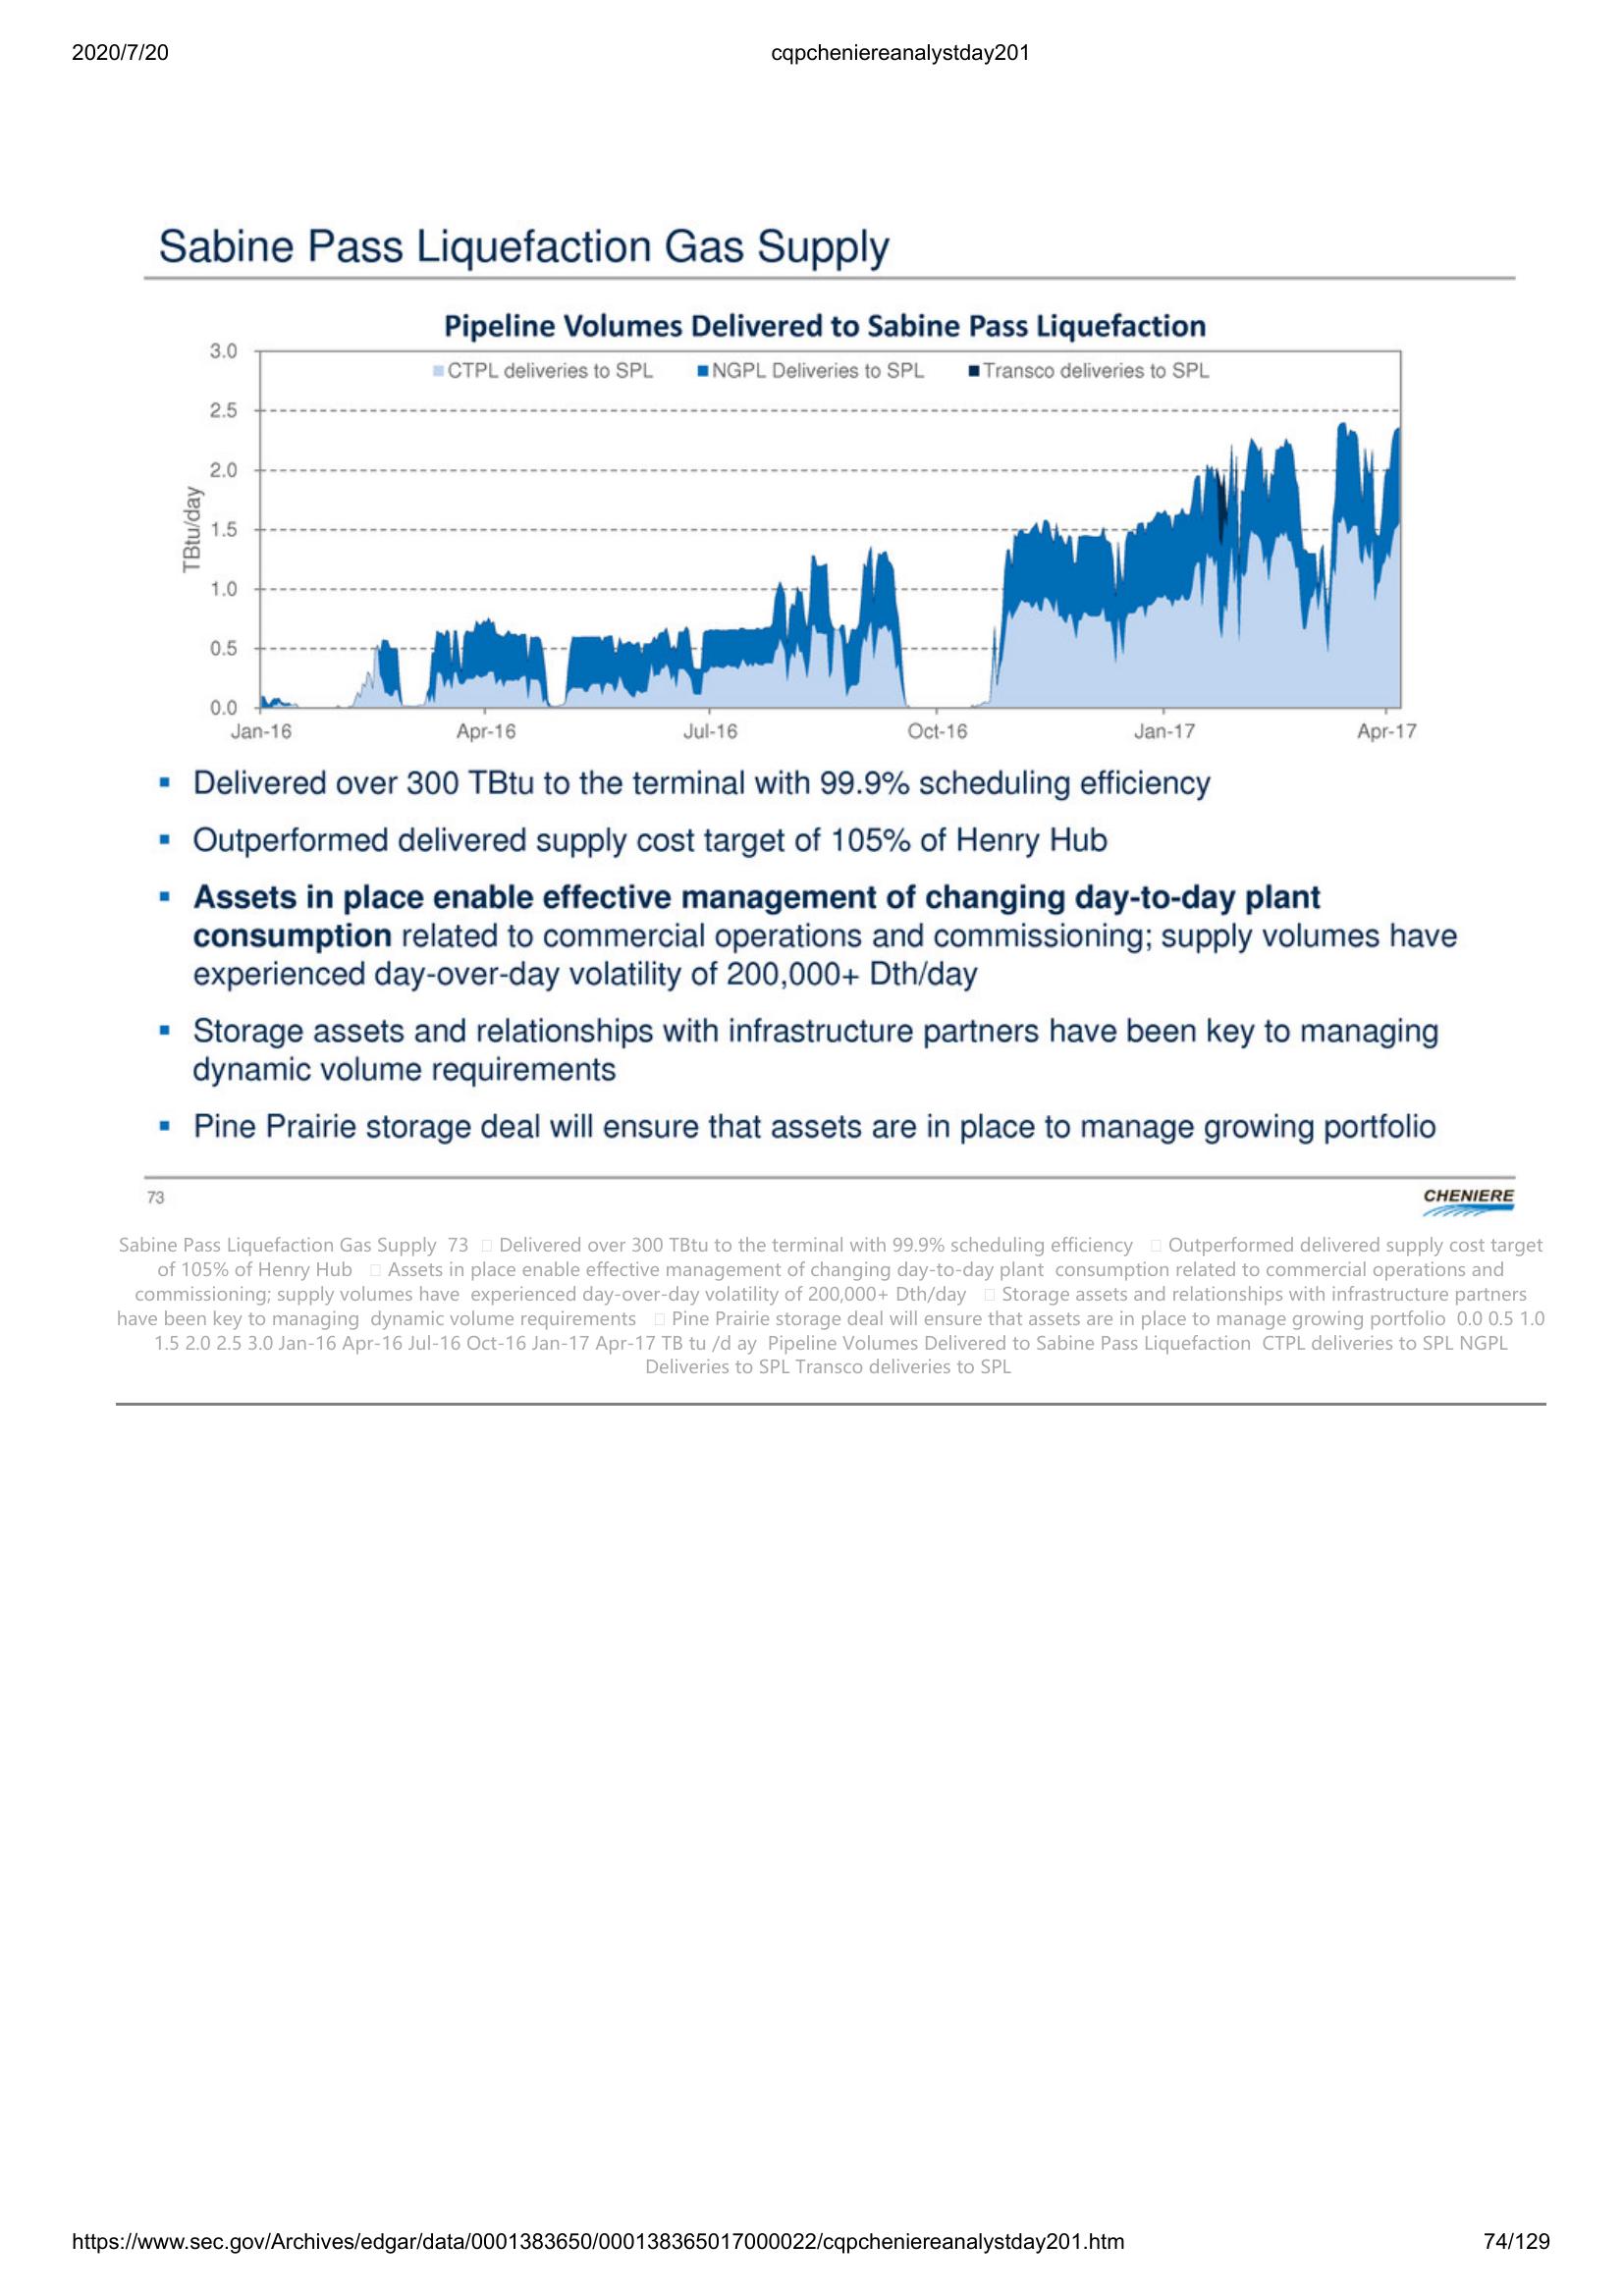 2020/7/20
cqpcheniereanalystday201
Sabine Pass Liquefaction Gas Supply
Pipeline Volumes Delivered to Sabine Pass Liquefaction
CTPL deliveries to SPL
NGPL Deliveries to SPL
Transco deliveries to SPL
TBtu/day
3.0
2.5
2.0
1.5
1.0
0.5
0.0
Jan-16
Apr-16
Jul-16
Oct-16
Jan-17
Apr-17
▪ Delivered over 300 TBtu to the terminal with 99.9% scheduling efficiency
▪ Outperformed delivered supply cost target of 105% of Henry Hub
▪ Assets in place enable effective management of changing day-to-day plant
consumption related to commercial operations and commissioning; supply volumes have
experienced day-over-day volatility of 200,000+ Dth/day
▪ Storage assets and relationships with infrastructure partners have been key to managing
dynamic volume requirements
▪ Pine Prairie storage deal will ensure that assets are in place to manage growing portfolio
73
CHENIERE
Sabine Pass Liquefaction Gas Supply 73 □ Delivered over 300 TBtu to the terminal with 99.9% scheduling efficiency □ Outperformed delivered supply cost target
of 105% of Henry Hub □ Assets in place enable effective management of changing day-to-day plant consumption related to commercial operations and
commissioning; supply volumes have experienced day-over-day volatility of 200,000+ Dth/day □ Storage assets and relationships with infrastructure partners
have been key to managing dynamic volume requirements □ Pine Prairie storage deal will ensure that assets are in place to manage growing portfolio 0.0 0.5 1.0
1.5 2.0 2.5 3.0 Jan-16 Apr-16 Jul-16 Oct-16 Jan-17 Apr-17 TB tu /d ay Pipeline Volumes Delivered to Sabine Pass Liquefaction CTPL deliveries to SPL NGPL
Deliveries to SPL Transco deliveries to SPL
https://www.sec.gov/Archives/edgar/data/0001383650/000138365017000022/cqpcheniereanalystday201.htm
74/129